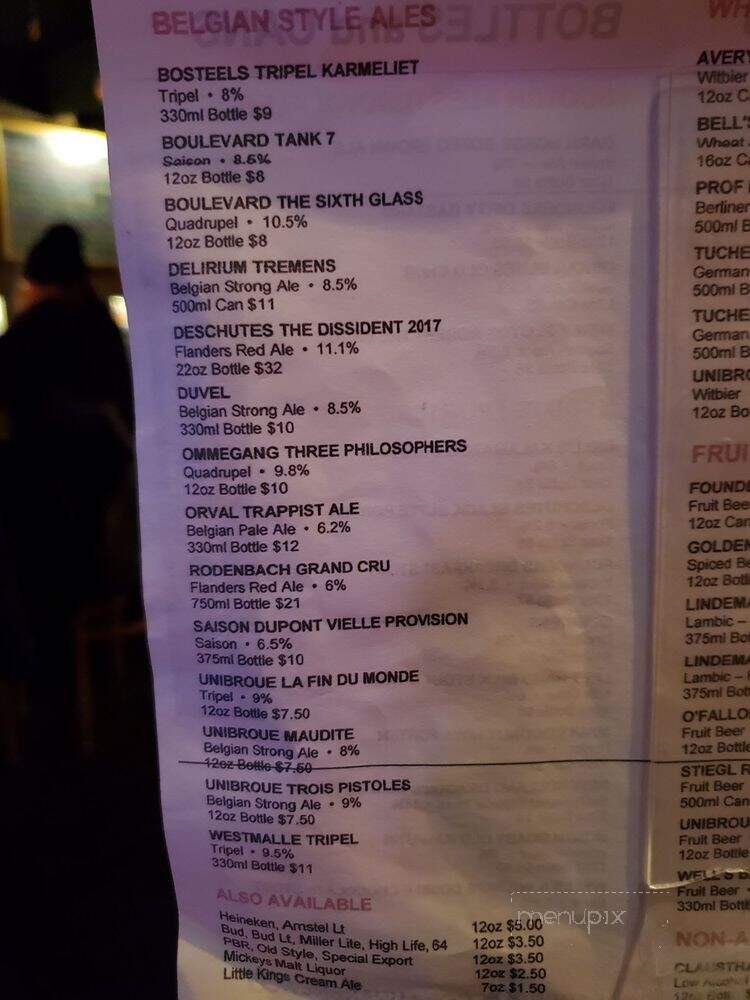 BELGIAN STYLE ALES
BOSTEELS TRIPEL KARMELIET
Tripel • 8%
330ml Bottle $9
BOULEVARD TANK 7
Saison • 8.5%
12oz Bottle $8
BOULEVARD THE SIXTH GLASS
Quadrupel • 10.5%
12oz Bottle $8
DELIRIUM TREMENS
Belgian Strong Ale • 8.5%
500ml Can $11
DESCHUTES THE DISSIDENT 2017
Flanders Red Ale • 11.1%
22oz Bottle $32
DUVEL
Belgian Strong Ale • 8.5%
330ml Bottle $10
OMMEGANG THREE PHILOSOPHERS
Quadrupel • 9.8%
12oz Bottle $10
ORVAL TRAPPIST ALE
Belgian Pale Ale • 6.2%
330ml Bottle $12
RODENBACH GRAND CRU
Flanders Red Ale • 6%
750ml Bottle $21
SAISON DUPONT VIELLE PROVISION
Saison • 6.5%
375ml Bottle $10
UNIBROUE LA FIN DU MONDE
Tripel • 9%
12oz Bottle $7.50
UNIBROUE MAUDITE
Belgian Strong Ale • 8%
12oz Bottle $7.50
UNIBROUE TROIS PISTOLES
Belgian Strong Ale • 9%
12oz Bottle $7.50
WESTMALLE TRIPEL
Tripel • 9.5%
330ml Bottle $11
ALSO AVAILABLE
Heineken, Amstel Lt 12oz $5.00
Bud, Bud Lt, Miller Lite, High Life, 64 12oz $3.50
PBR, Old Style, Special Export 12oz $3.50
Mickeys Malt Liquor 12oz $2.50
Little Kings Cream Ale 7oz $1.50
menupix
WH
AVERY
Witbier
12oz C
BELL'S
Wheat
16oz C
PROF
Berliner
500ml B
TUCHE
German
500ml B
TUCHE
German
500ml B
UNIBRO
Witbier
12oz Bo
FRUI
FOUNDE
Fruit Bee
12oz Can
GOLDEN
Spiced Be
12oz Bottl
LINDEMA
Lambic –
375ml Bot
LINDEMA
Lambic –
375ml Bott
O'FALLO
Fruit Beer
12oz Bottle
STIEGL R
Fruit Beer
500ml Can
UNIBROU
Fruit Beer
12oz Bottle
WELL'S B
Fruit Beer
330ml Bottl
NON-A
CLAUSTHA